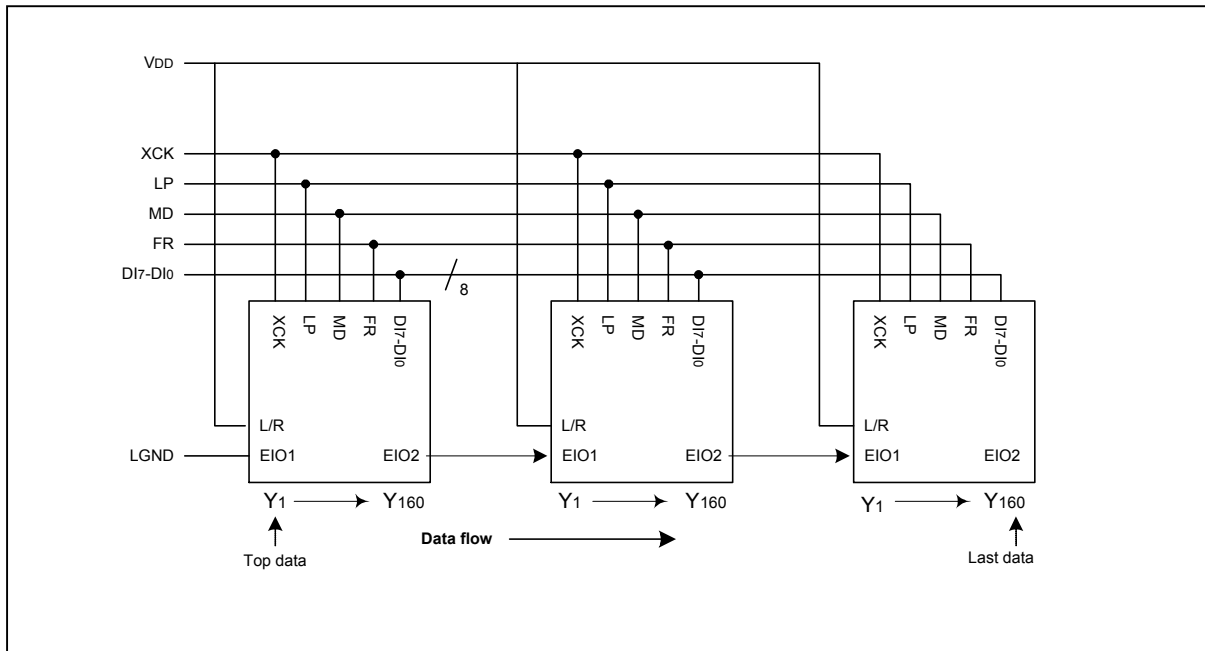 VDD
XCK
LP
MD
FR
DI7-DI0
8
XCK LP MD FR DI7-DI0
XCK LP MD FR DI7-DI0
XCK LP MD FR DI7-DI0
L/R
L/R
L/R
LGND
EIO1 EIO2
EIO1 EIO2
EIO1 EIO2
Y1 Y160
Y1 Y160
Y1 Y160
Data flow
Top data
Last data